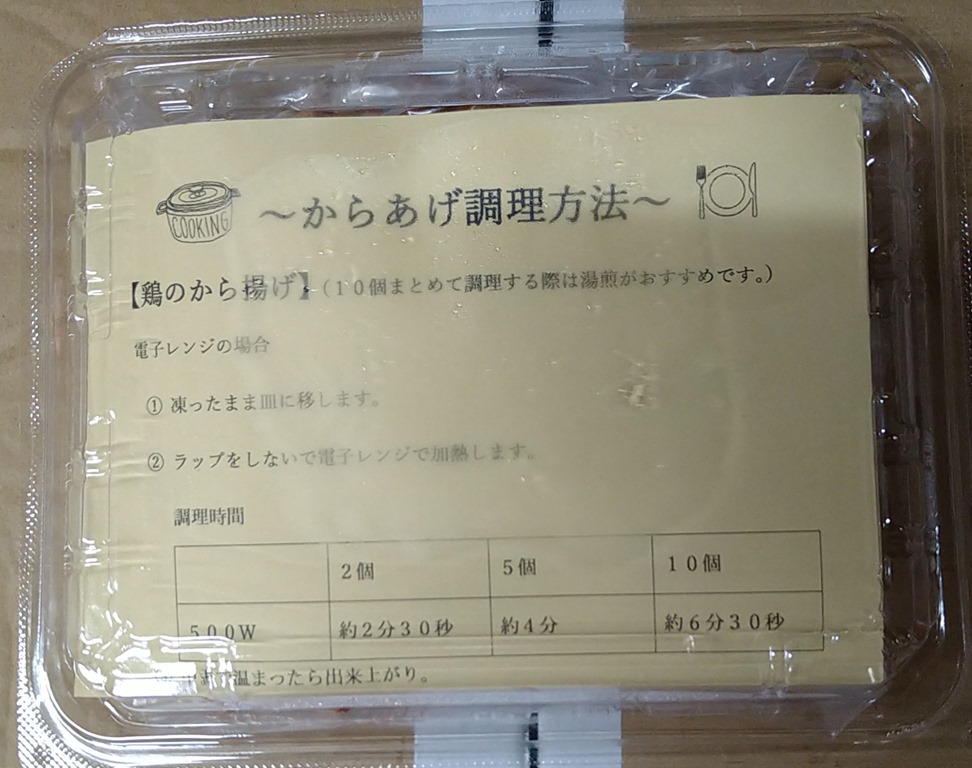 COOKING
～からあげ調理方法～
【鶏のから揚げ】（１０個まとめて調理する際は湯煎がおすすめです。）
電子レンジの場合
① 凍ったまま皿に移します。
② ラップをしないで電子レンジで加熱します。
調理時間
２個 ５個 １０個
５００W 約２分３０秒 約４分 約６分３０秒
温まったら出来上がり。